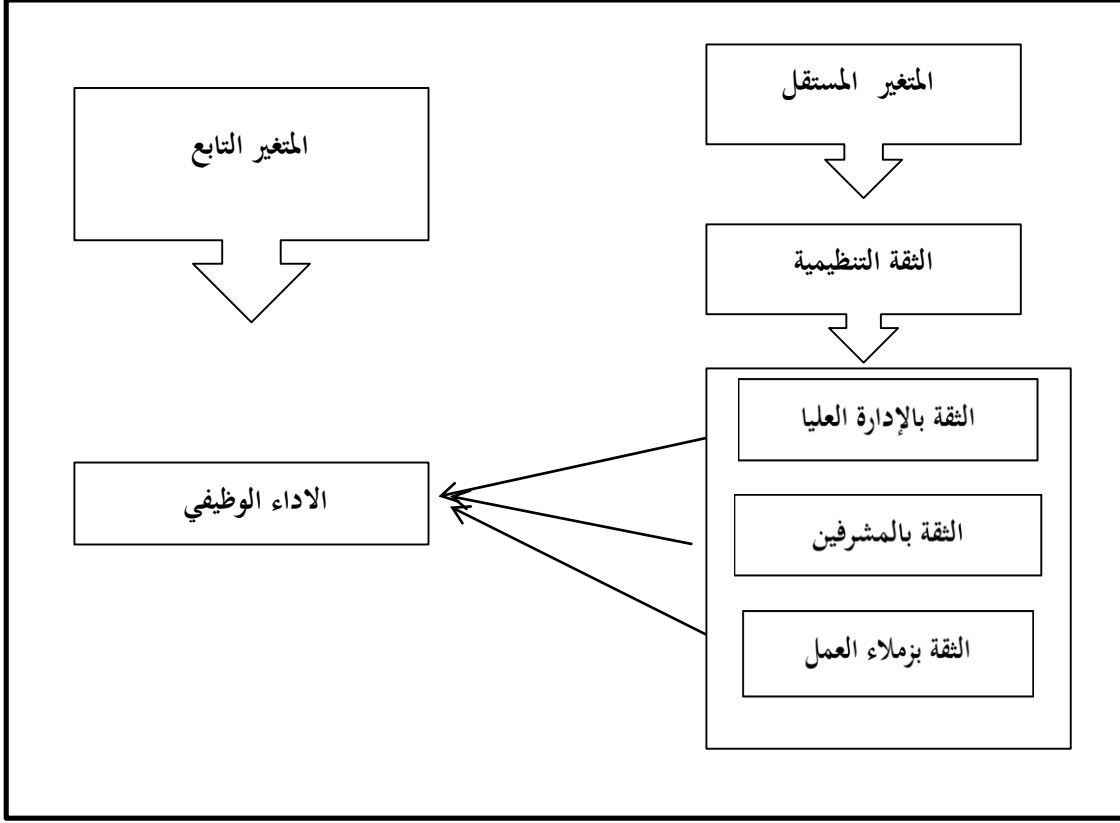 المتغير المستقل
المتغير التابع
الثقة التنظيمية
الثقة بالإدارة العليا
الاداء الوظيفي
الثقة بالمشرفين
الثقة بزملاء العمل